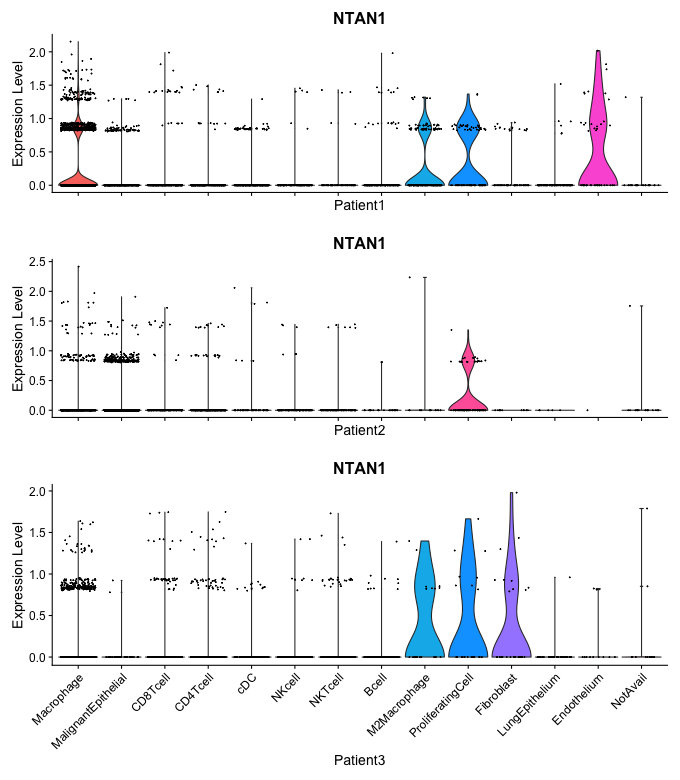 NTAN1
Expression Level
2.0
1.5
1.0
0.5
0.0
Patient1
NTAN1
Expression Level
2.5
2.0
1.5
1.0
0.5
0.0
Patient2
NTAN1
Expression Level
2.0
1.5
1.0
0.5
0.0
Macrophage
MalignantEpithelial
CD8Tcell
CD4Tcell
cDC
NKcell
NKTcell
Bcell
M2Macrophage
ProliferatingCell
Fibroblast
LungEpithelium
Endothelium
NotAvail
Patient3